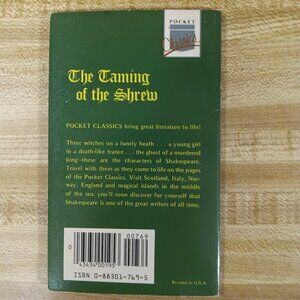 POCKET
Classics
The Taming
of the Shrew
POCKET CLASSICS bring great literature to life!
Three witches on a lonely heath . . . a young girl
in a death-like trance . . . the ghost of a murdered
king—these are the characters of Shakespeare.
Travel with them as they come to life on the pages
of the Pocket Classics. Visit Scotland, Italy, Nor-
way, England and magical islands in the middle
of the sea; you'll soon discover for yourself that
Shakespeare is one of the great writers of all time.
00769
0
43434 00195
5
ISBN 0-88301-769-5
Printed in U.S.A.